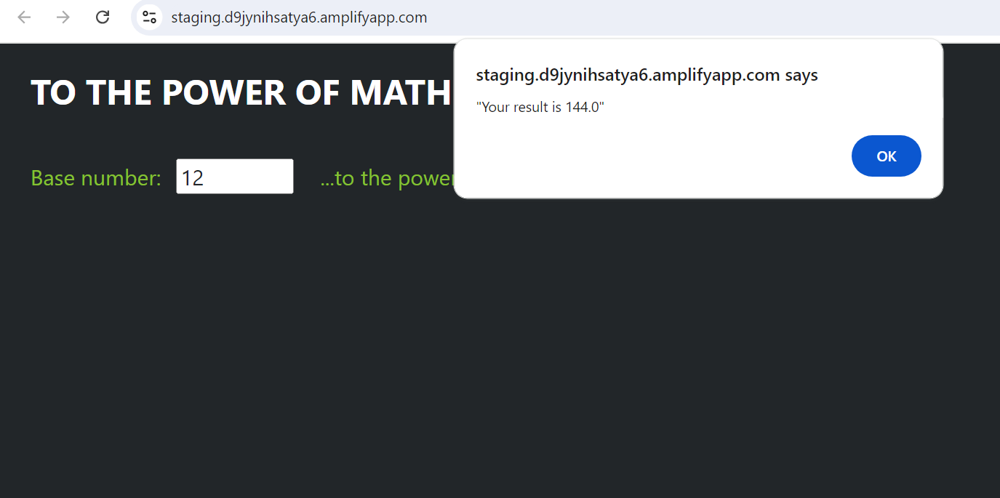 staging.d9jynihsatya6.amplifyapp.com
staging.d9jynihsatya6.amplifyapp.com says
"Your result is 144.0"
OK
TO THE POWER OF MATH
Base number: 12 ...to the power